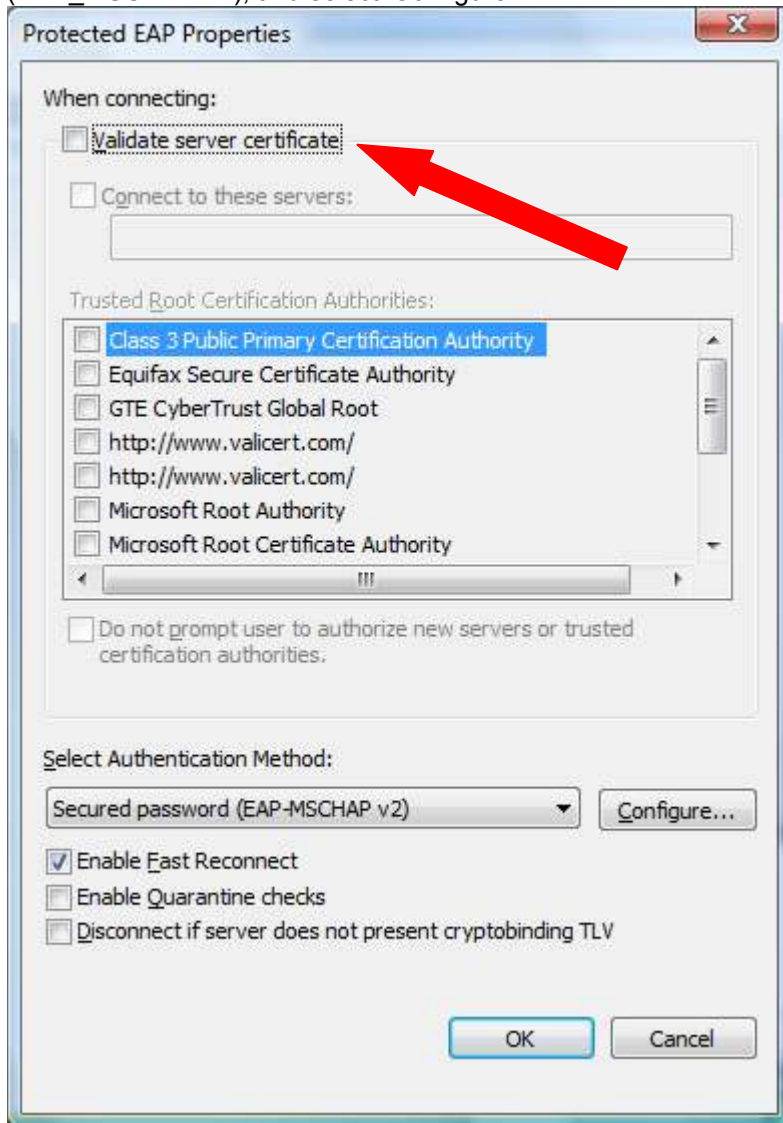 Protected EAP Properties
When connecting:
Validate server certificate
Connect to these servers:
Trusted Root Certification Authorities:
Class 3 Public Primary Certification Authority
Equifax Secure Certificate Authority
GTE CyberTrust Global Root
http://www.valicert.com/
http://www.valicert.com/
Microsoft Root Authority
Microsoft Root Certificate Authority
Do not prompt user to authorize new servers or trusted
certification authorities.
Select Authentication Method:
Secured password (EAP-MSCHAP v2)
Configure...
Enable Fast Reconnect
Enable Quarantine checks
Disconnect if server does not present cryptobinding TLV
OK
Cancel